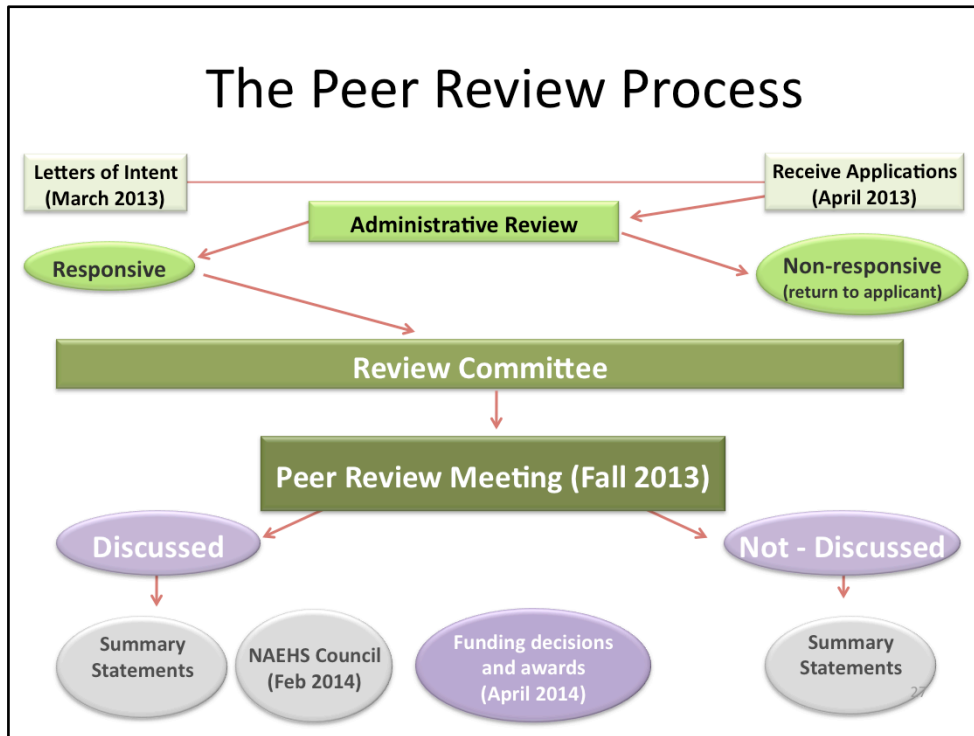 The Peer Review Process
Letters of Intent
(March 2013)
Receive Applications
(April 2013)
Administrative Review
Responsive
Non-responsive
(return to applicant)
Review Committee
Peer Review Meeting (Fall 2013)
Discussed
Not - Discussed
Summary
Statements
NAEHS Council
(Feb 2014)
Funding decisions
and awards
(April 2014)
Summary
Statements
27